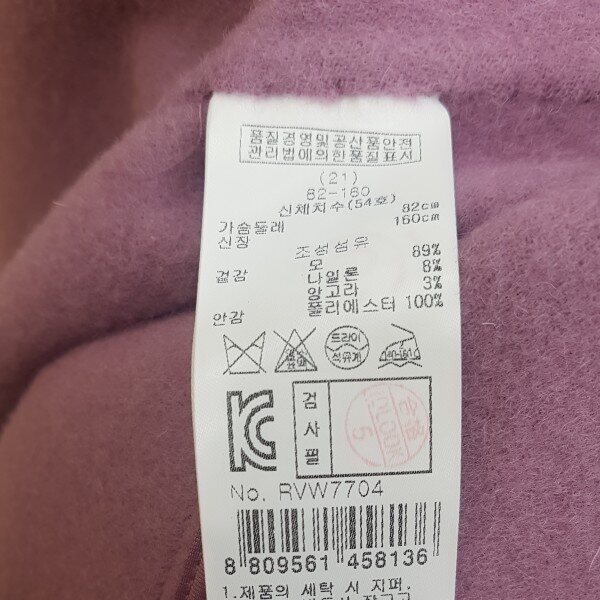 품질경영및공산품안전
관리법에의한품질표시
(21)
82-160
신체치수(54호)
가슴둘레 82cm
신장 160cm
조성섬유
겉감 모 89%
나일론 8%
앙고라 3%
안감 폴리에스터 100%
드라이
석유계
검사필
합격
5
No. RVW7704
8 809561 458136
1.제품의 세탁 시 지퍼,